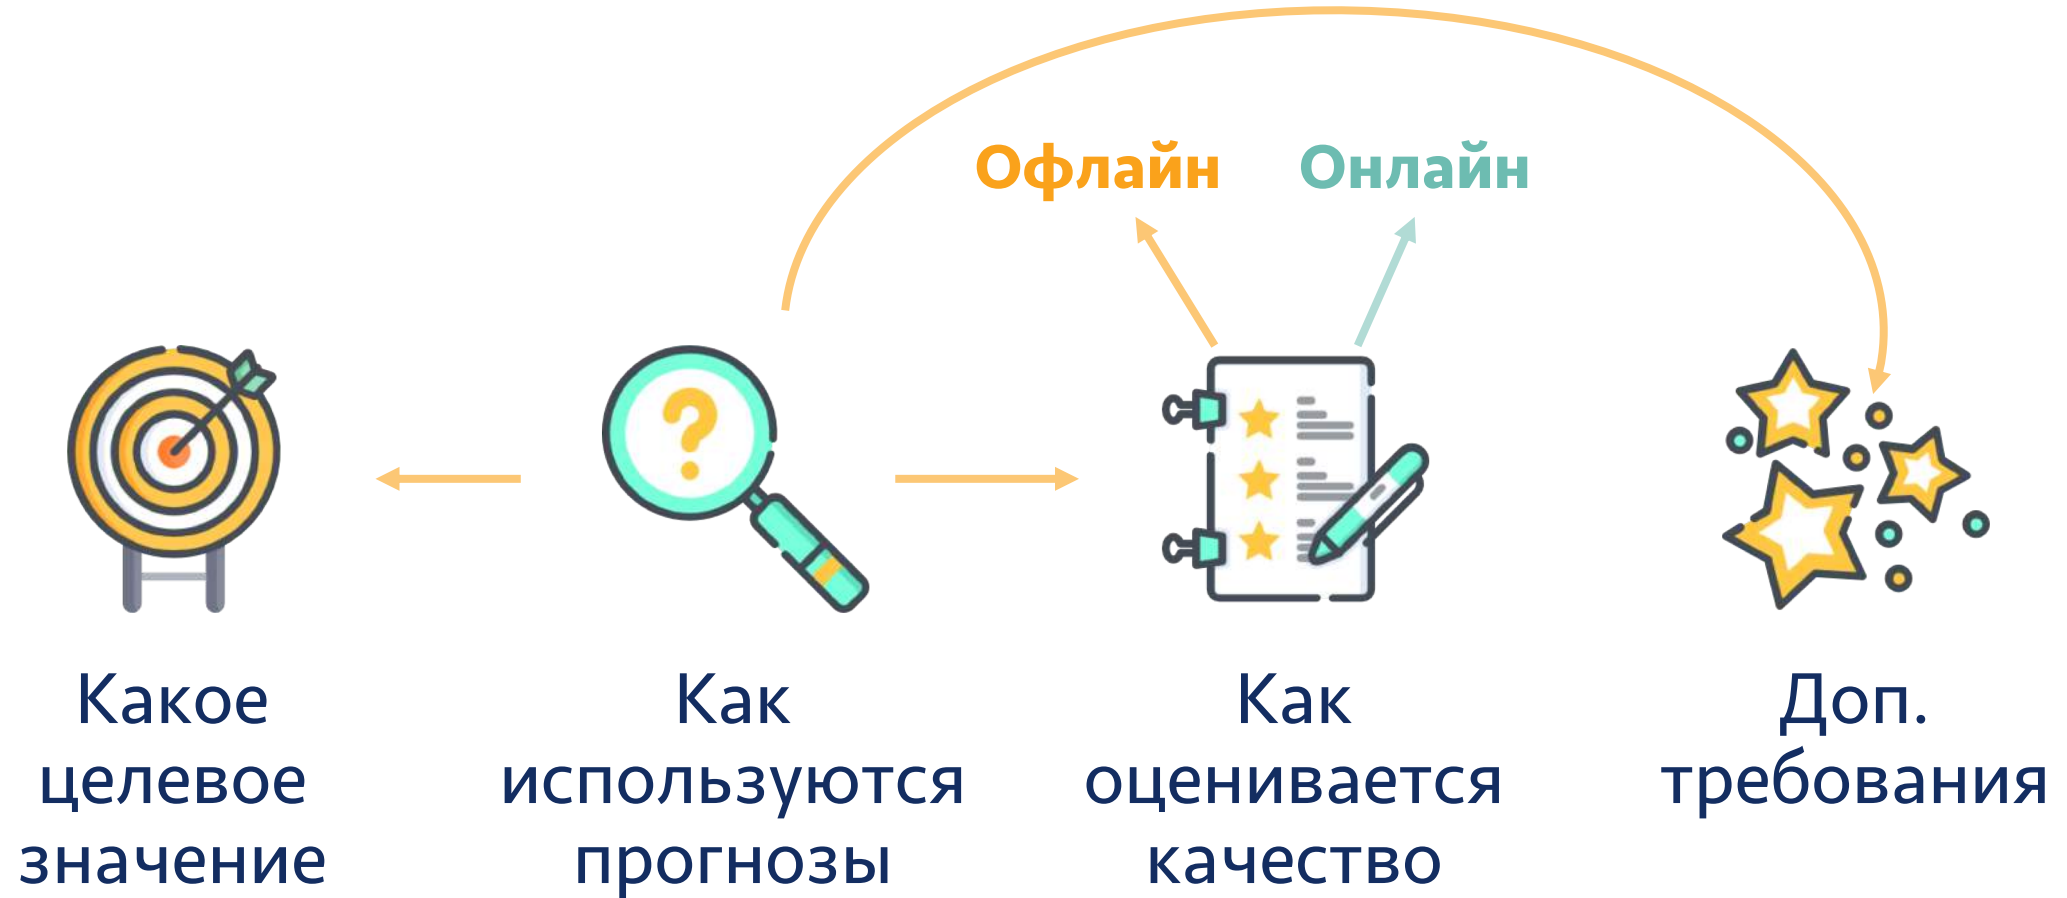 Офлайн
Онлайн
Какое
целевое
значение
Как
используются
прогнозы
Как
оценивается
качество
Доп.
требования